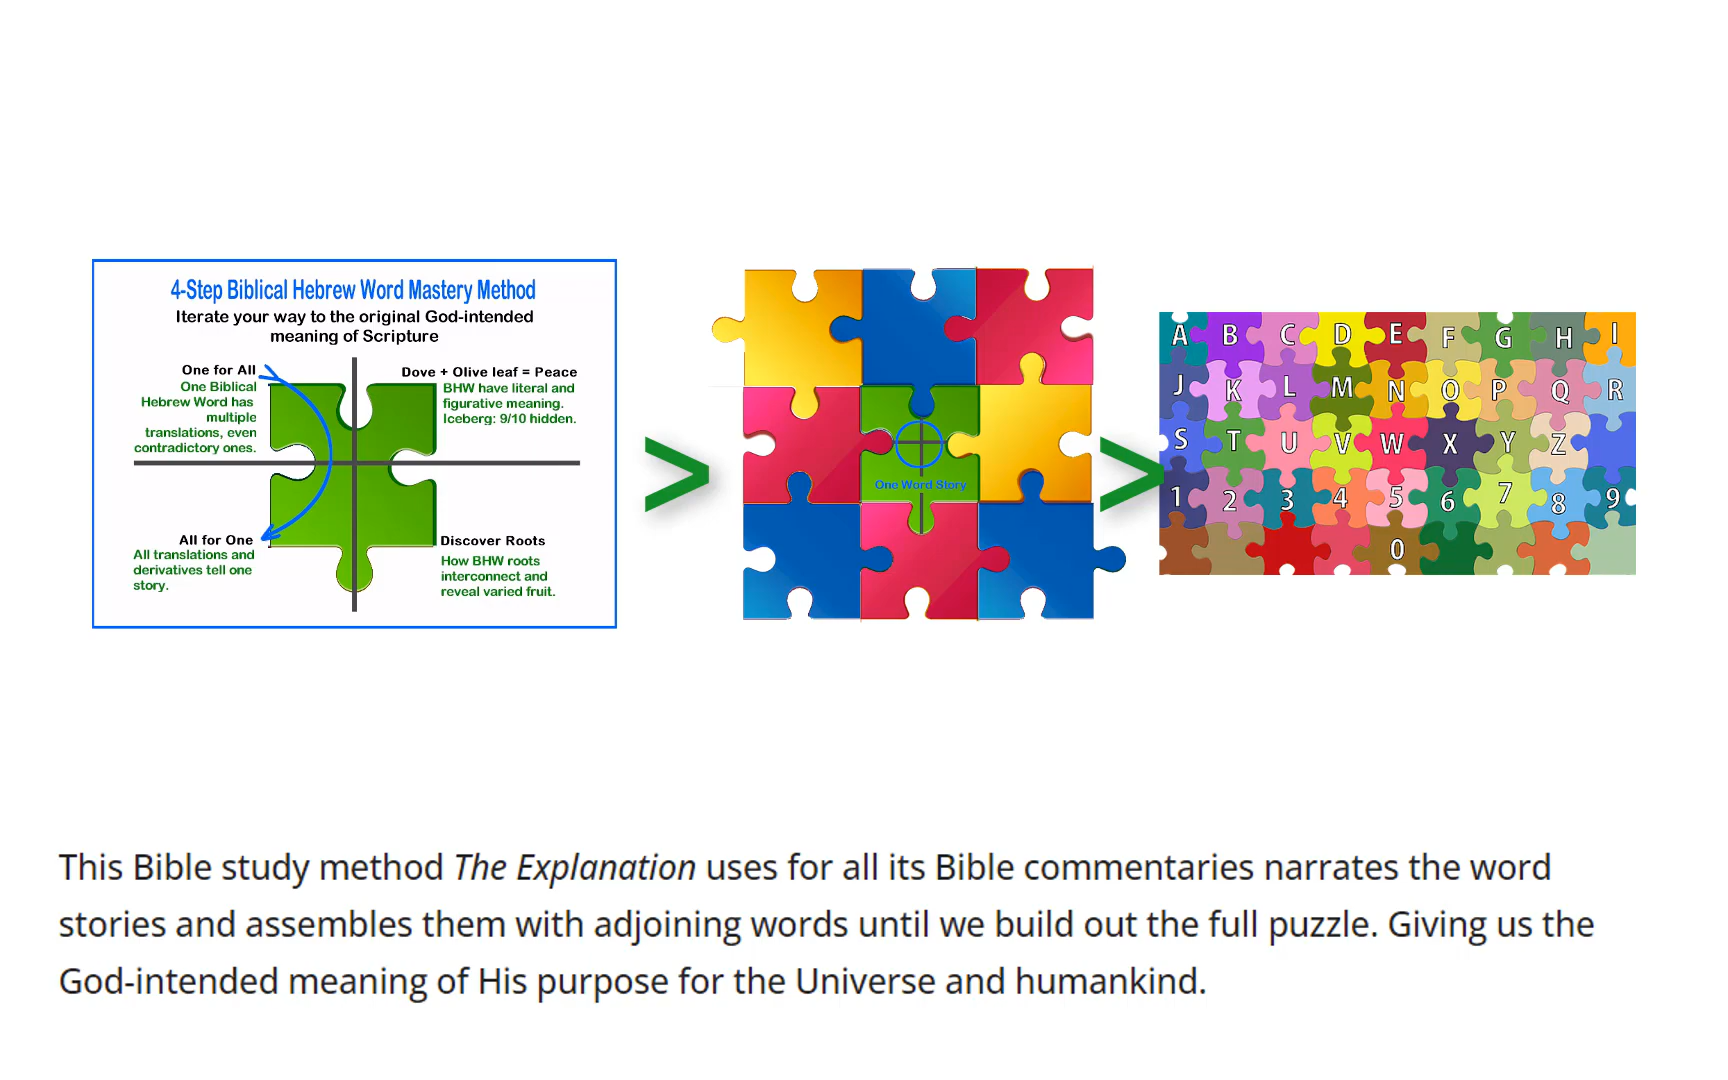 4-Step Biblical Hebrew Word Mastery Method
Iterate your way to the original God-intended
meaning of Scripture
One for All
One Biblical
Hebrew Word has
multiple
translations, even
contradictory ones.
Dove + Olive leaf = Peace
BHW have literal and
figurative meaning.
Iceberg: 9/10 hidden.
All for One
All translations and
derivatives tell one
story.
Discover Roots
How BHW roots
interconnect and
reveal varied fruit.
>
One Word Story
>
A B C D E F G H I
J K L M N O P Q R
S T U V W X Y Z
1 2 3 4 5 6 7 8 9
0
This Bible study method The Explanation uses for all its Bible commentaries narrates the word
stories and assembles them with adjoining words until we build out the full puzzle. Giving us the
God-intended meaning of His purpose for the Universe and humankind.